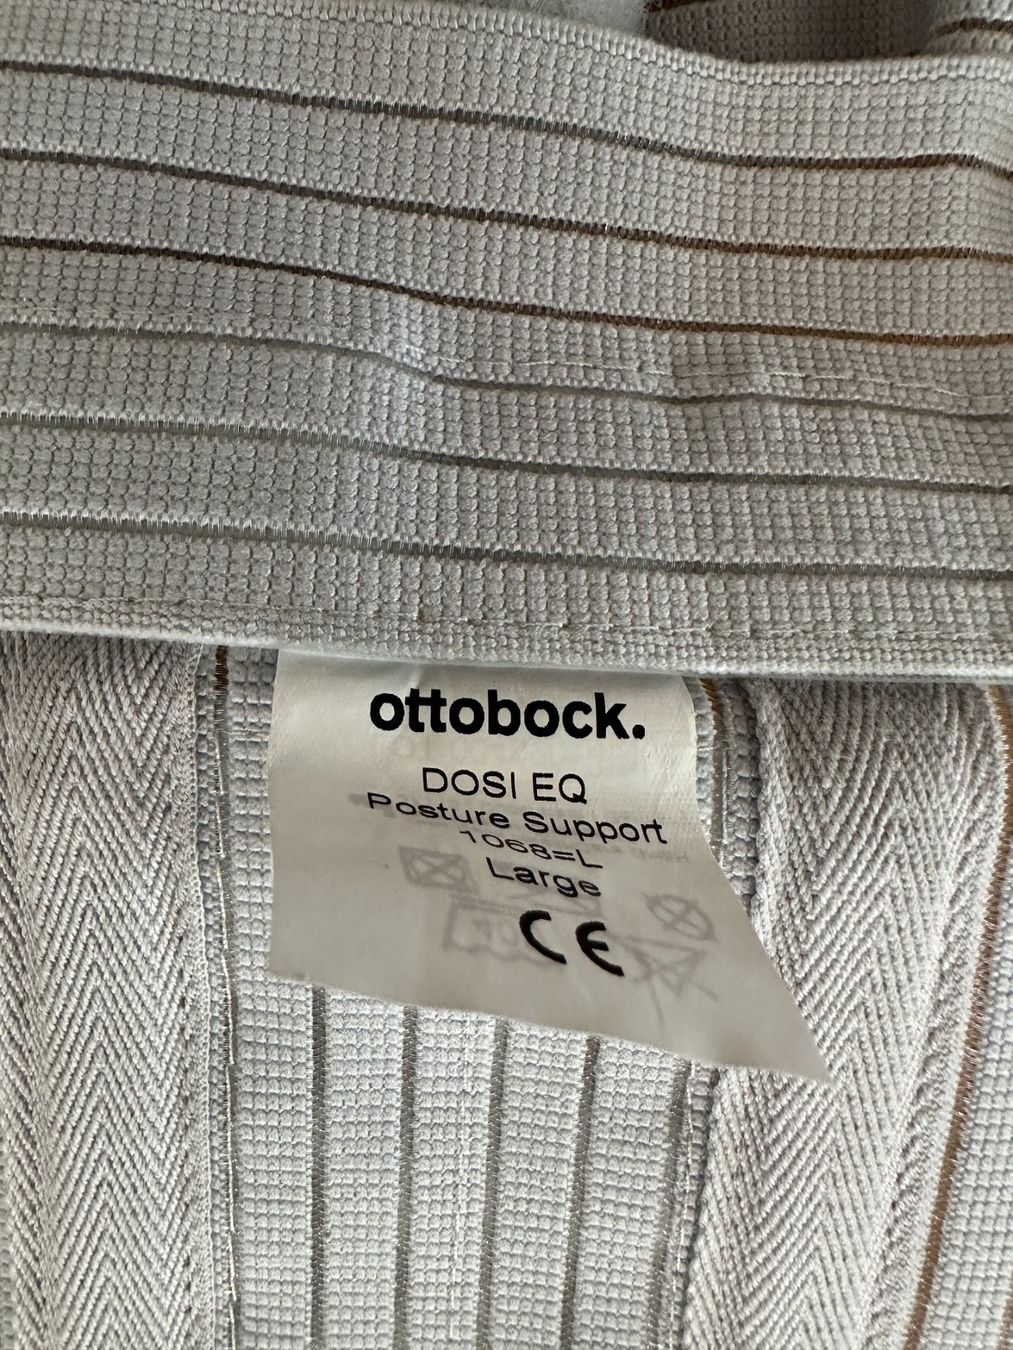 ottobock.
DOSI EQ
Posture Support
1068=L
Large
CE